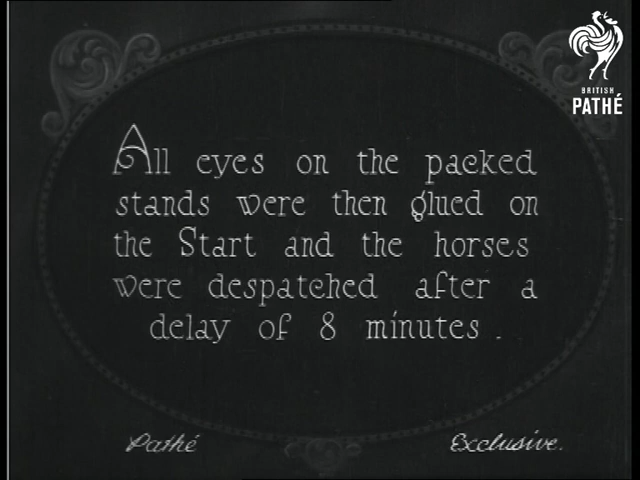 BRITISH
PATHÉ
All eyes on the packed
stands were then glued on
the Start and the horses
were despatched after a
delay of 8 minutes.
Pathé Exclusive.